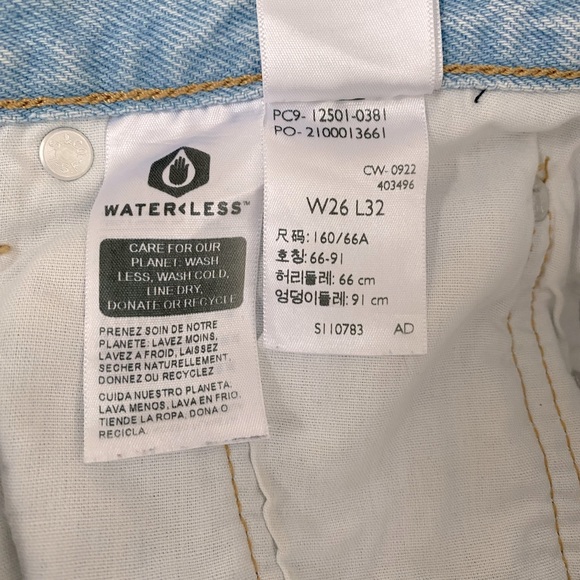 WATER<LESS™
CARE FOR OUR
PLANET: WASH
LESS, WASH COLD,
LINE DRY,
DONATE OR RECYCLE
PRENEZ SOIN DE NOTRE
PLANETE: LAVEZ MOINS,
LAVEZ A FROID, LAISSEZ
SECHER NATURELLEMENT,
DONNEZ OU RECYCLEZ
CUIDA NUESTRO PLANETA:
LAVA MENOS, LAVA EN FRIO,
TIENDE LA ROPA, DONA O
RECICLA.
PC9- 12501-0381
PO- 2100013661
CW- 0922
403496
W26 L32
尺码: 160/66A
호칭: 66-91
허리둘레: 66 cm
엉덩이둘레: 91 cm
S110783 AD